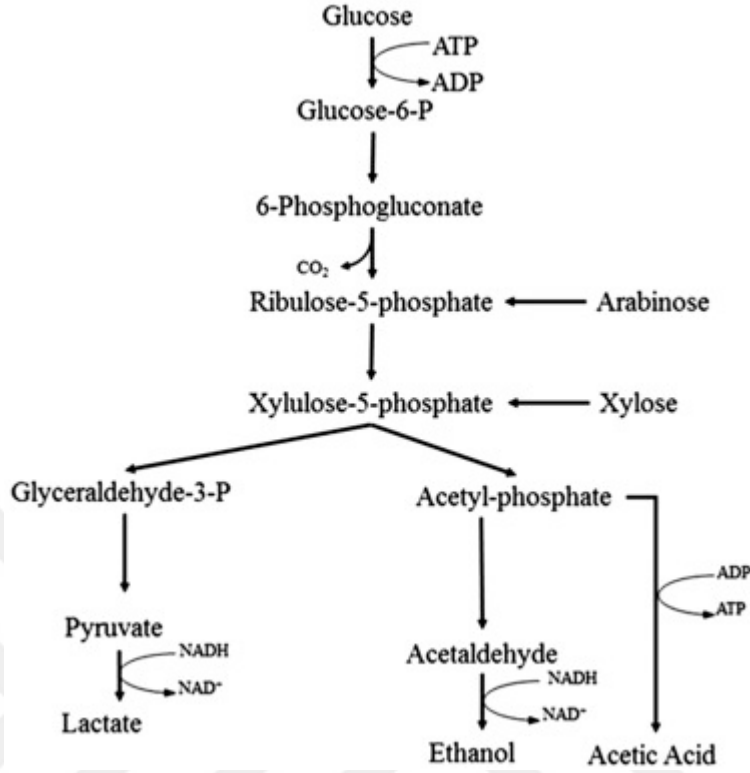 Glucose
ATP
ADP
Glucose-6-P
6-Phosphogluconate
CO₂
Ribulose-5-phosphate
Arabinose
Xylulose-5-phosphate
Xylose
Glyceraldehyde-3-P
Acetyl-phosphate
ADP
ATP
Pyruvate
NADH
NAD⁻
Lactate
Acetaldehyde
NADH
NAD⁻
Ethanol
Acetic Acid